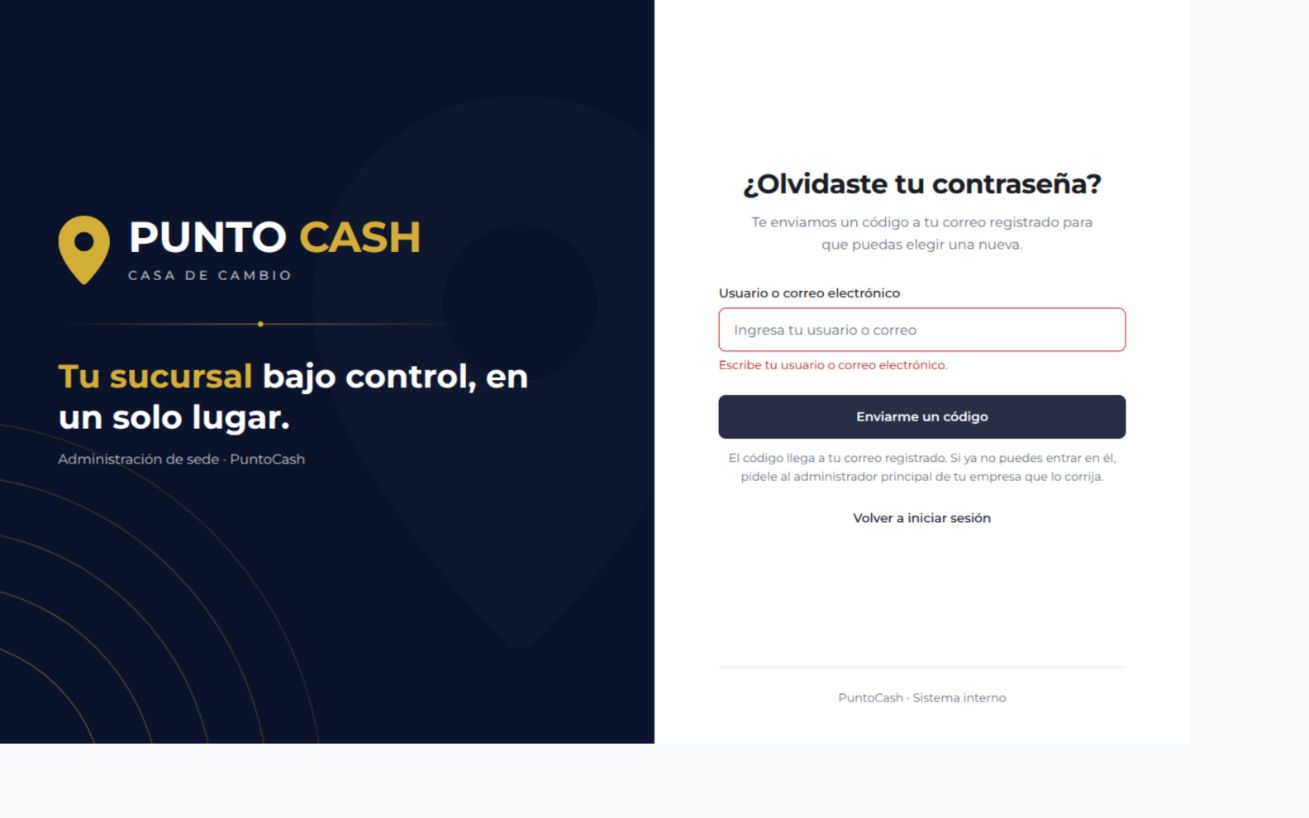 PUNTO CASH
CASA DE CAMBIO
Tu sucursal bajo control, en
un solo lugar.
Administración de sede · PuntoCash
¿Olvidaste tu contraseña?
Te enviamos un código a tu correo registrado para
que puedas elegir una nueva.
Usuario o correo electrónico
Ingresa tu usuario o correo
Escribe tu usuario o correo electrónico.
Enviarme un código
El código llega a tu correo registrado. Si ya no puedes entrar en él,
pídele al administrador principal de tu empresa que lo corrija.
Volver a iniciar sesión
PuntoCash · Sistema interno